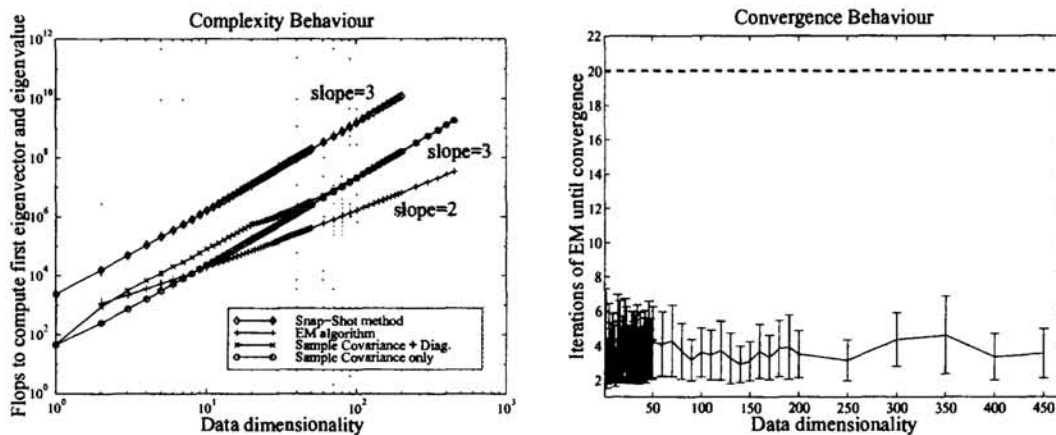 Complexity Behaviour
Flops to compute first eigenvector and eigenvalue
10^12
10^10
10^8
10^6
10^4
10^2
10^0
slope=3
slope=3
slope=2
Snap-Shot method
EM algorithm
Sample Covariance + Diag.
Sample Covariance only
10^0
10^1
10^2
10^3
Data dimensionality
Convergence Behaviour
Iterations of EM until convergence
22
20
18
16
14
12
10
8
6
4
2
50
100
150
200
250
300
350
400
450
Data dimensionality